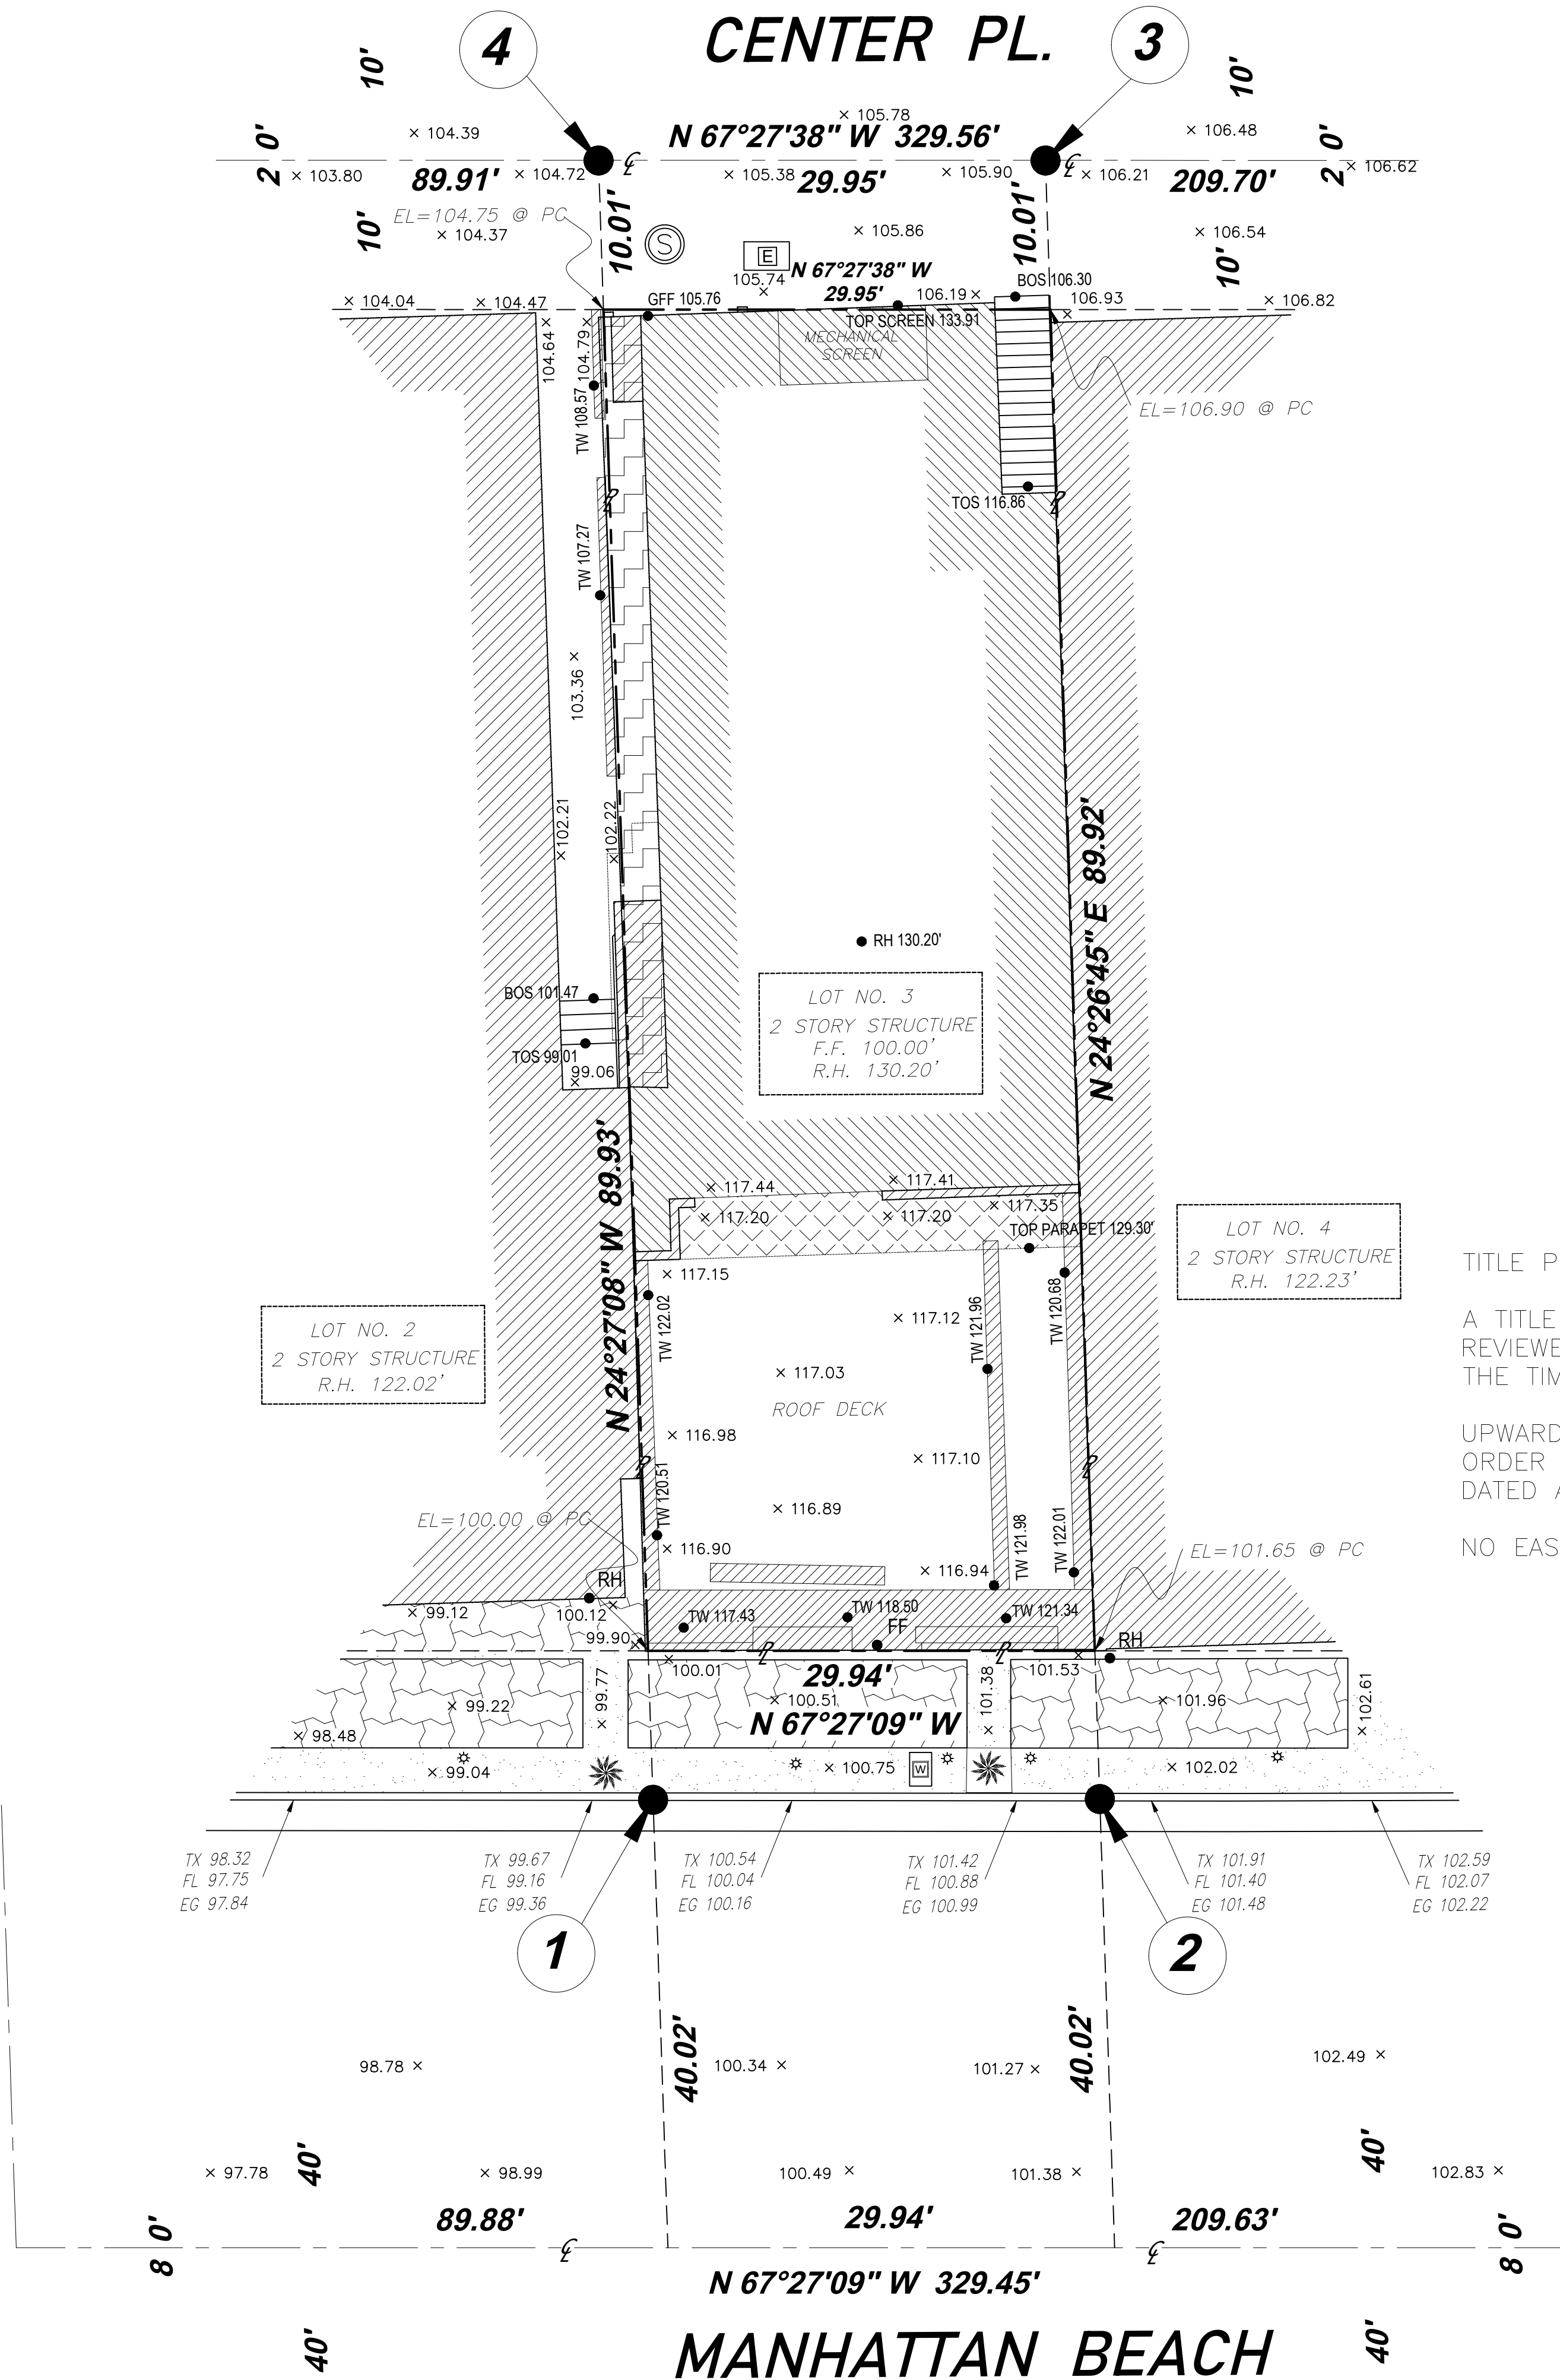 CENTER PL.
4
3
10'
10'
× 105.78
× 104.39
× 106.48
N 67°27'38" W 329.56'
2 0'
2 0'
× 103.80
89.91'
× 104.72
× 105.38
29.95'
× 105.90
× 106.21
209.70'
× 106.62
10'
EL=104.75 @ PC
× 104.37
10.01'
S
× 105.86
10.01'
× 106.54
10'
E
105.74
N 67°27'38" W
29.95'
BOS 106.30
× 104.04
× 104.47
GFF 105.76
106.19 ×
106.93
× 106.82
TOP SCREEN 133.91
MECHANICAL
SCREEN
104.64 ×
104.79 ×
TW 108.57
EL=106.90 @ PC
TOS 116.86
TW 107.27
103.36 ×
×102.21
×102.22
N 24°26'45" E 89.92'
RH 130.20'
BOS 101.47
LOT NO. 3
2 STORY STRUCTURE
F.F. 100.00'
R.H. 130.20'
TOS 99.01
99.06
N 24°27'08" W 89.93'
× 117.44
× 117.41
×117.20
×117.20
×117.35
TOP PARAPET 129.30'
LOT NO. 4
2 STORY STRUCTURE
R.H. 122.23'
TITLE P
× 117.15
TW 122.02
× 117.12
TW 121.96
TW 120.68
A TITLE
REVIEWE
THE TIM
LOT NO. 2
2 STORY STRUCTURE
R.H. 122.02'
× 117.03
ROOF DECK
× 116.98
× 117.10
UPWARD
ORDER
DATED A
TW 120.51
× 116.89
EL=100.00 @ PC
× 116.90
× 116.94
TW 121.98
TW 122.01
EL=101.65 @ PC
NO EAS
RH
×99.12
100.12
TW 117.43
TW 118.50
TW 121.34
99.90
FF
RH
×100.01
101.53
×99.77
29.94'
×101.38
×99.22
×100.51
×101.96
×102.61
×98.48
N 67°27'09" W
×99.04
×100.75
W
× 102.02
TX 98.32
FL 97.75
EG 97.84
TX 99.67
FL 99.16
EG 99.36
TX 100.54
FL 100.04
EG 100.16
TX 101.42
FL 100.88
EG 100.99
TX 101.91
FL 101.40
EG 101.48
TX 102.59
FL 102.07
EG 102.22
1
2
40.02'
40.02'
98.78 ×
100.34 ×
101.27 ×
102.49 ×
40'
40'
× 97.78
× 98.99
100.49 ×
101.38 ×
102.83 ×
8 0'
89.88'
29.94'
209.63'
8 0'
N 67°27'09" W 329.45'
40'
40'
MANHATTAN BEACH